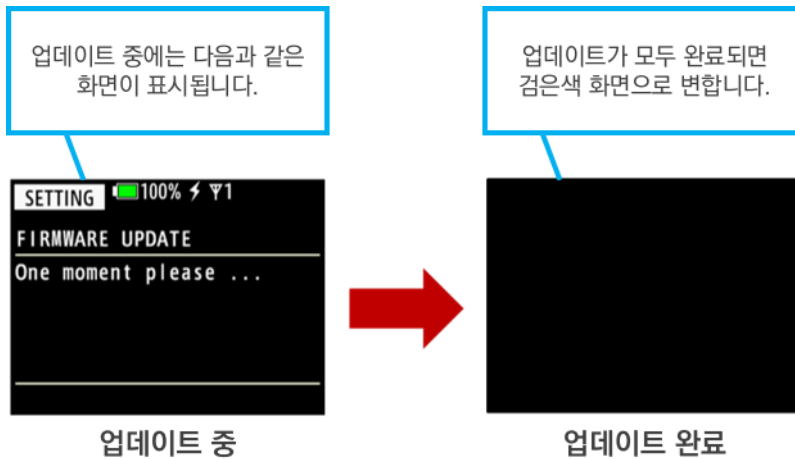 업데이트 중에는 다음과 같은
화면이 표시됩니다.
업데이트가 모두 완료되면
검은색 화면으로 변합니다.
SETTING 100% 1
FIRMWARE UPDATE
One moment please ...
업데이트 중
업데이트 완료